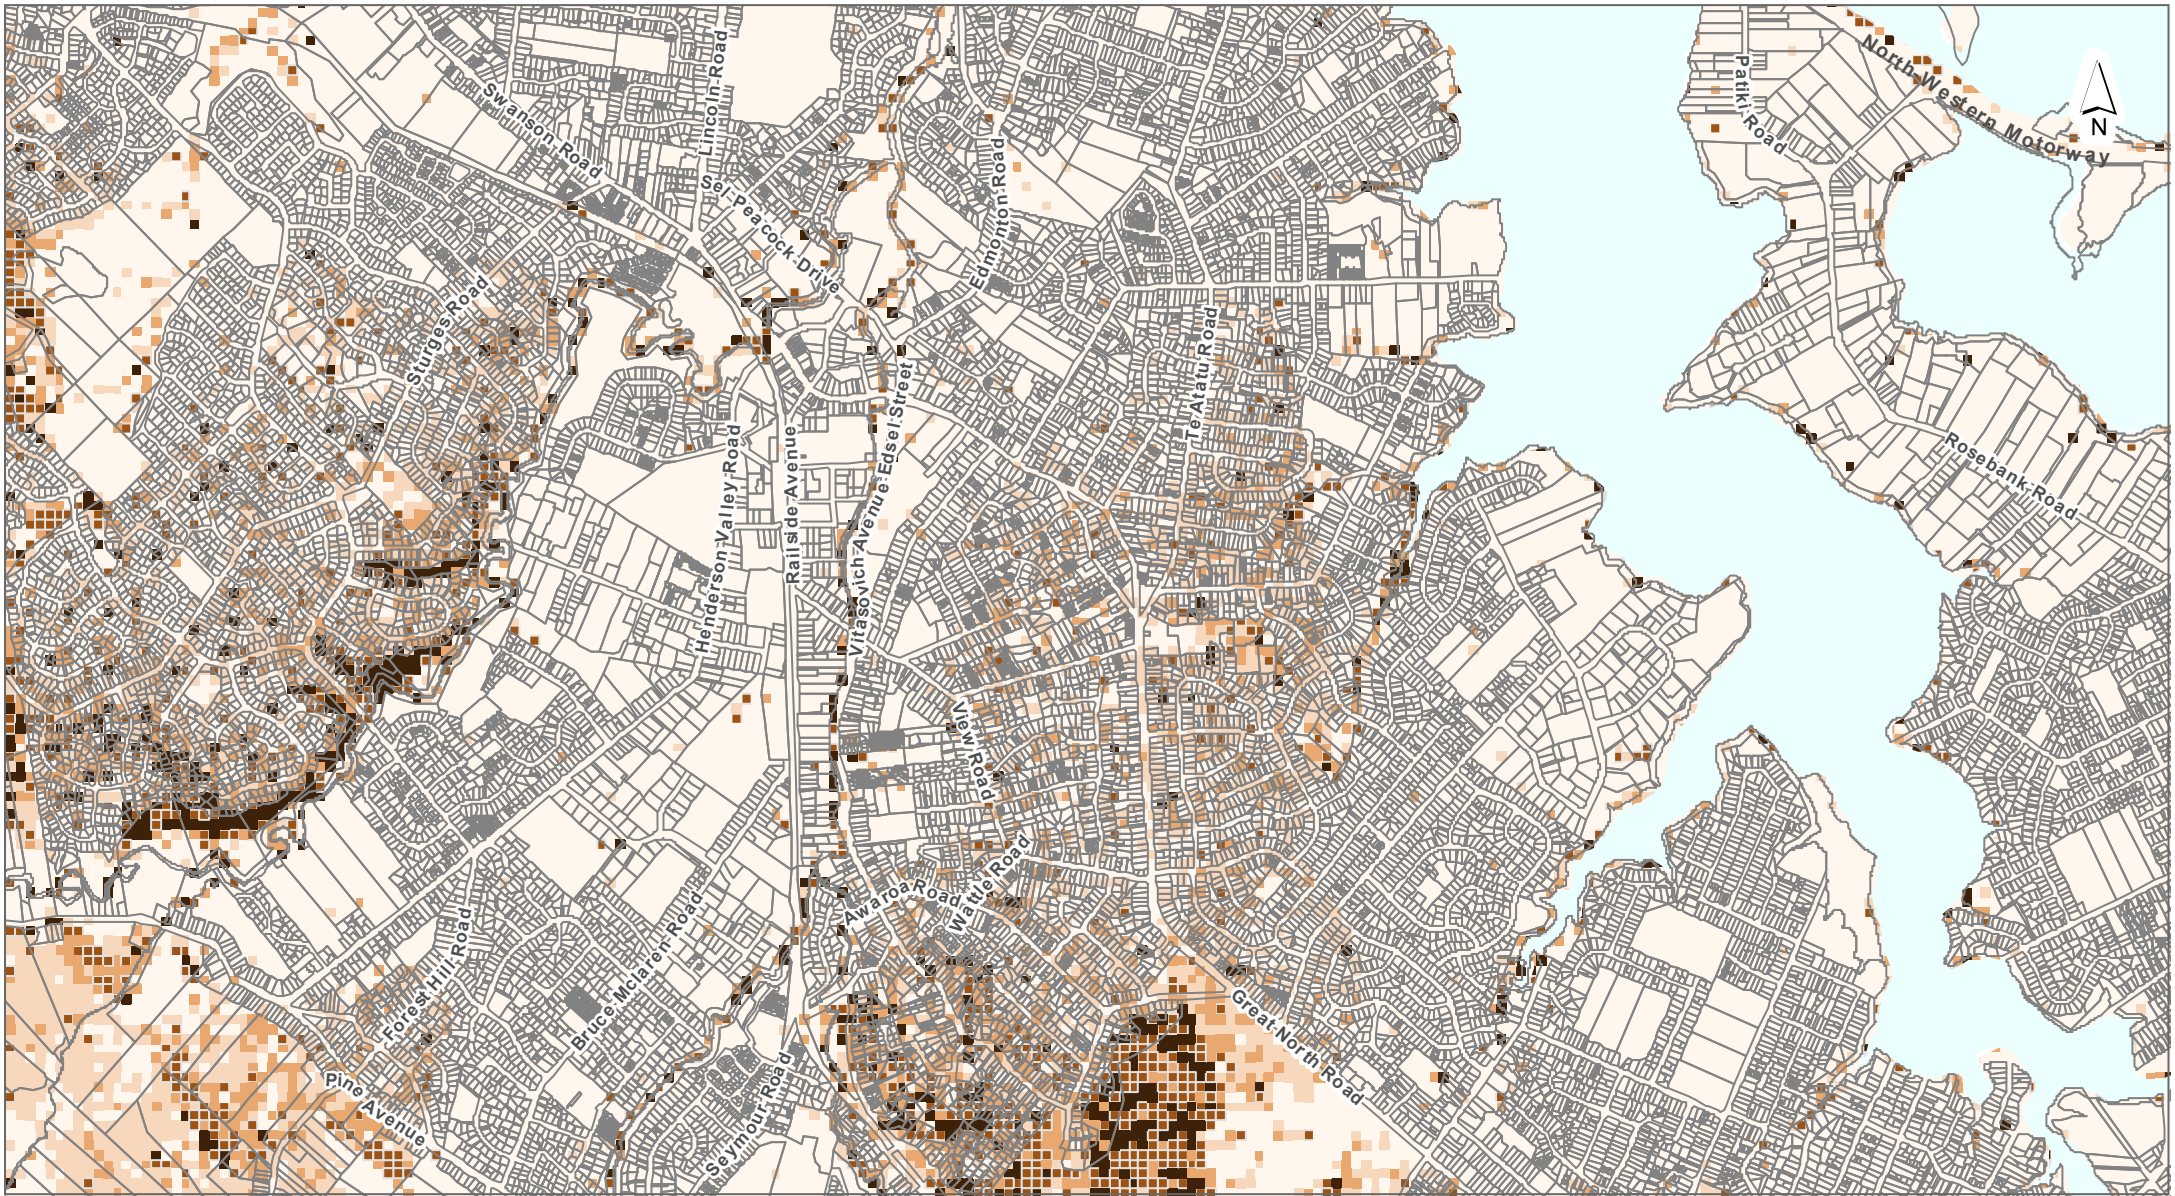 North-Western Motorway
Patiki Road
N
Lincoln Road
Swanson Road
Sel Peacock Drive
Edmonton Road
Sturges Road
Te Atatu Road
Edsel Street
Henderson Valley Road
Railside Avenue
Vitasovich Avenue
Rosebank Road
View Road
Wattle Road
Awaroa Road
Forest Hill Road
Bruce Mclaren Road
Great North Road
Pine Avenue
Seymour Road